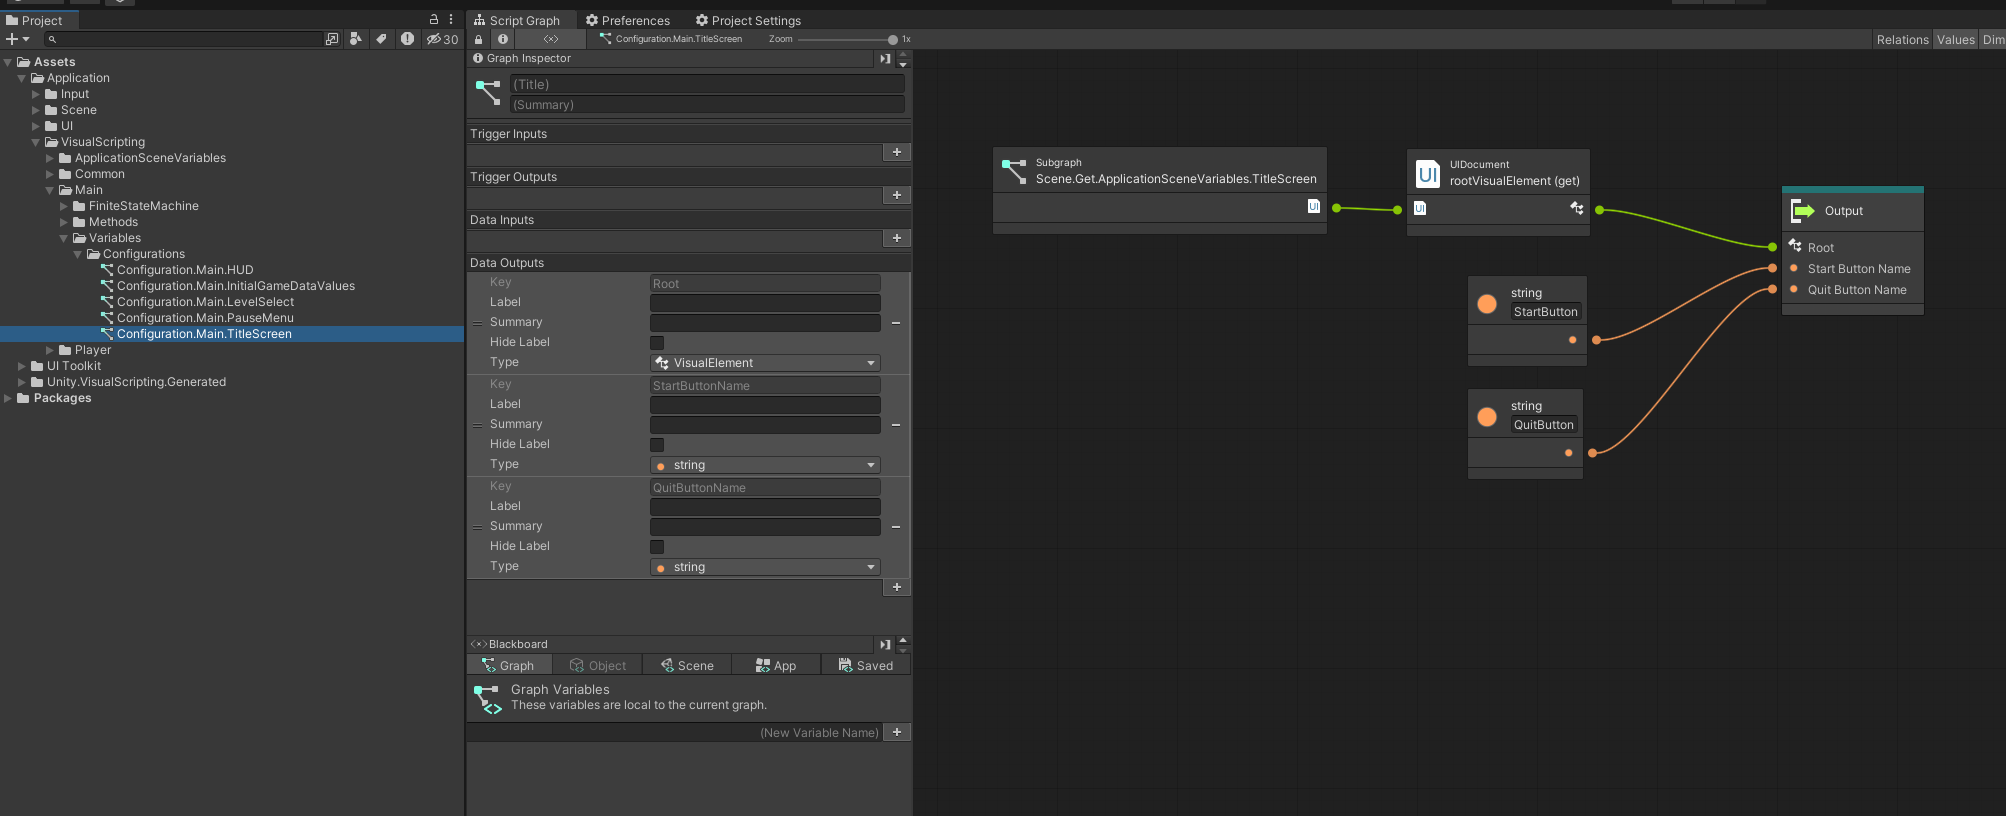 Project
30
Assets
Application
Input
Scene
UI
VisualScripting
ApplicationSceneVariables
Common
Main
FiniteStateMachine
Methods
Variables
Configurations
Configuration.Main.HUD
Configuration.Main.InitialGameDataValues
Configuration.Main.LevelSelect
Configuration.Main.PauseMenu
Configuration.Main.TitleScreen
Player
UI Toolkit
Unity.VisualScripting.Generated
Packages
Script Graph
Preferences
Project Settings
Configuration.Main.TitleScreen
Zoom
1x
Relations
Values
Dim
Graph Inspector
(Title)
(Summary)
Trigger Inputs
Trigger Outputs
Data Inputs
Data Outputs
Key Root
Label
Summary
Hide Label
Type VisualElement
Key StartButtonName
Label
Summary
Hide Label
Type string
Key QuitButtonName
Label
Summary
Hide Label
Type string
Blackboard
Graph
Object
Scene
App
Saved
Graph Variables
These variables are local to the current graph.
(New Variable Name)
Subgraph
Scene.Get.ApplicationSceneVariables.TitleScreen
UI
UI
UIDocument
rootVisualElement (get)
UI
Output
Root
Start Button Name
Quit Button Name
string
StartButton
string
QuitButton